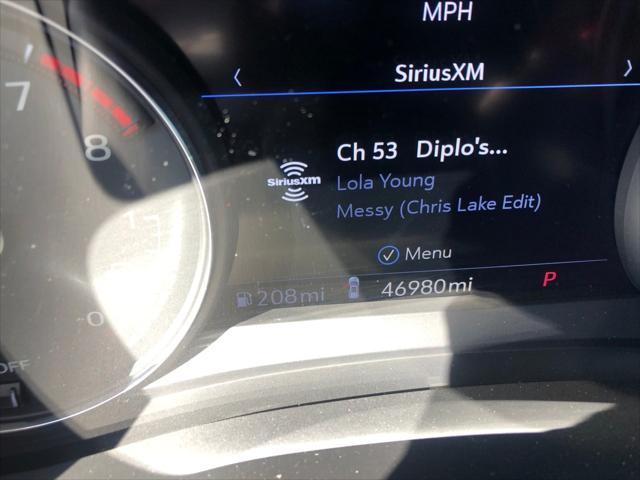 MPH
‹ SiriusXM ›
7
8
Ch 53 Diplo's...
SiriusXM
Lola Young
Messy (Chris Lake Edit)
Menu
208mi 46980mi P
0
OFF